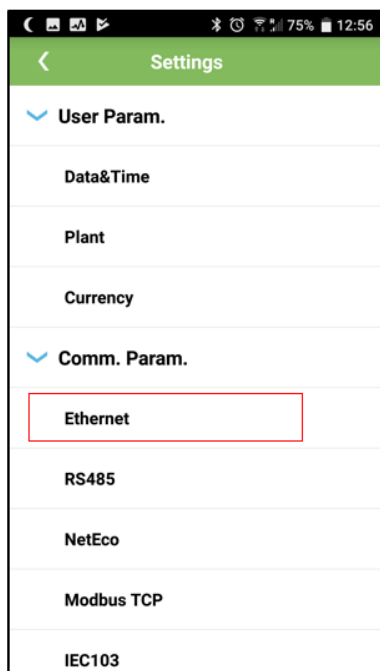 75% 12:56
Settings
User Param.
Data&Time
Plant
Currency
Comm. Param.
Ethernet
RS485
NetEco
Modbus TCP
IEC103